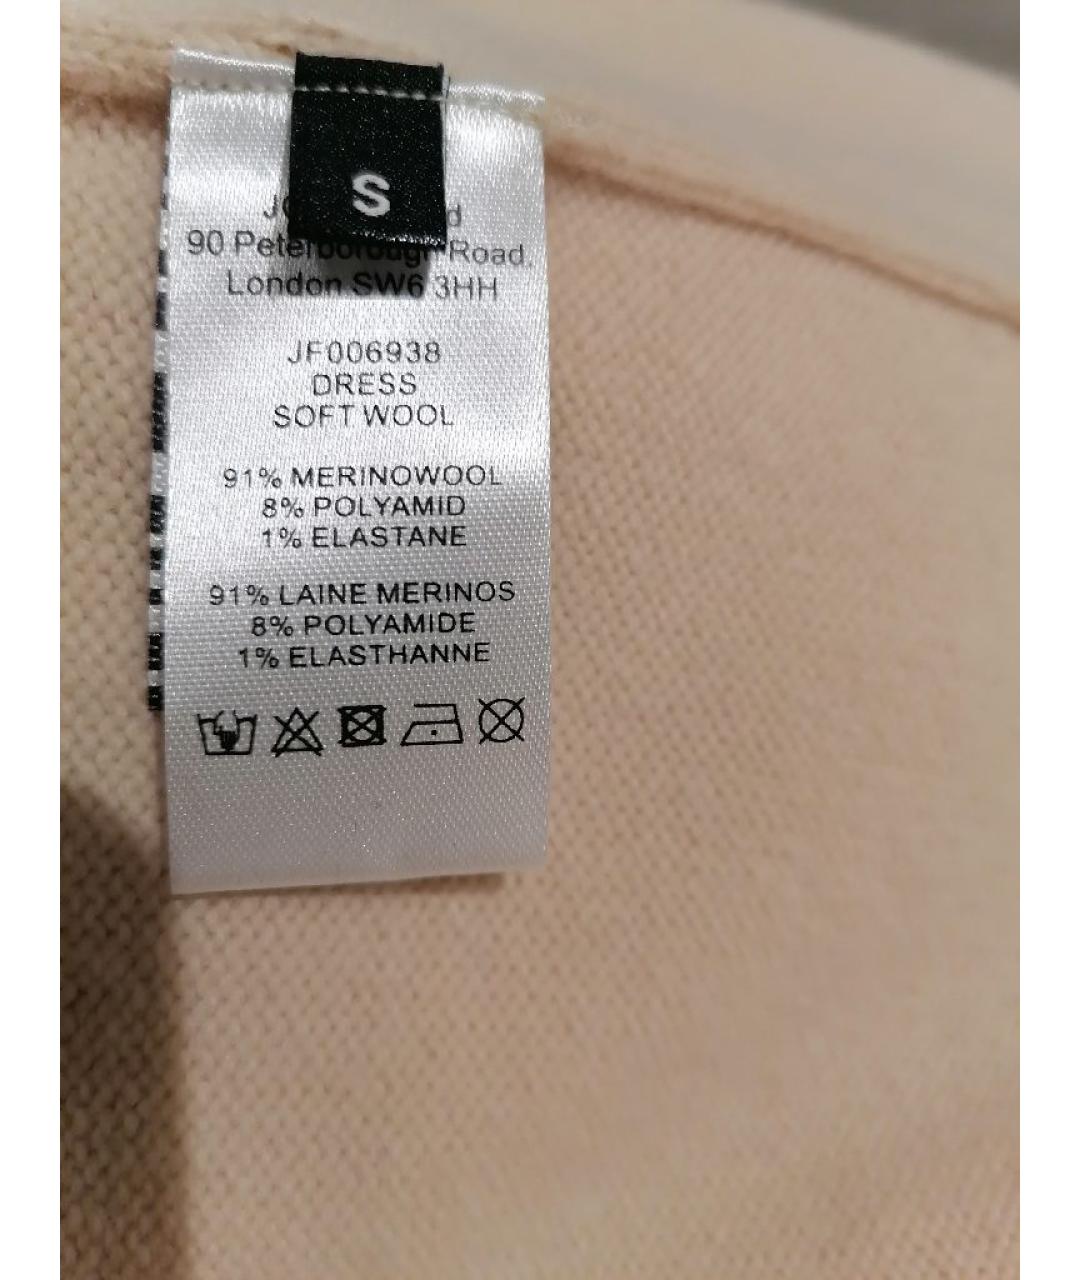 S
90 Peterborough Road,
London SW6 3HH
JF006938
DRESS
SOFT WOOL
91% MERINOWOOL
8% POLYAMID
1% ELASTANE
91% LAINE MERINOS
8% POLYAMIDE
1% ELASTHANNE